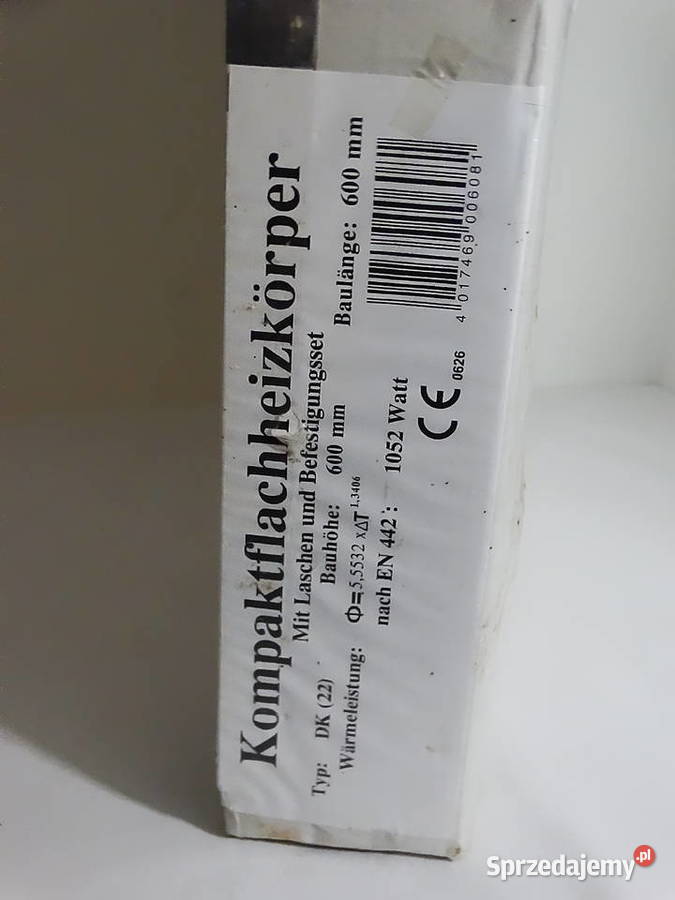 Kompaktflachheizkörper
Mit Laschen und Befestigungsset
Typ: DK (22) Bauhöhe: 600 mm Baulänge: 600 mm
Wärmeleistung: Φ=5,5532 x∆T 1,3406
nach EN 442 : 1052 Watt
CE 0626
4 017469 006081
Sprzedajemy.pl